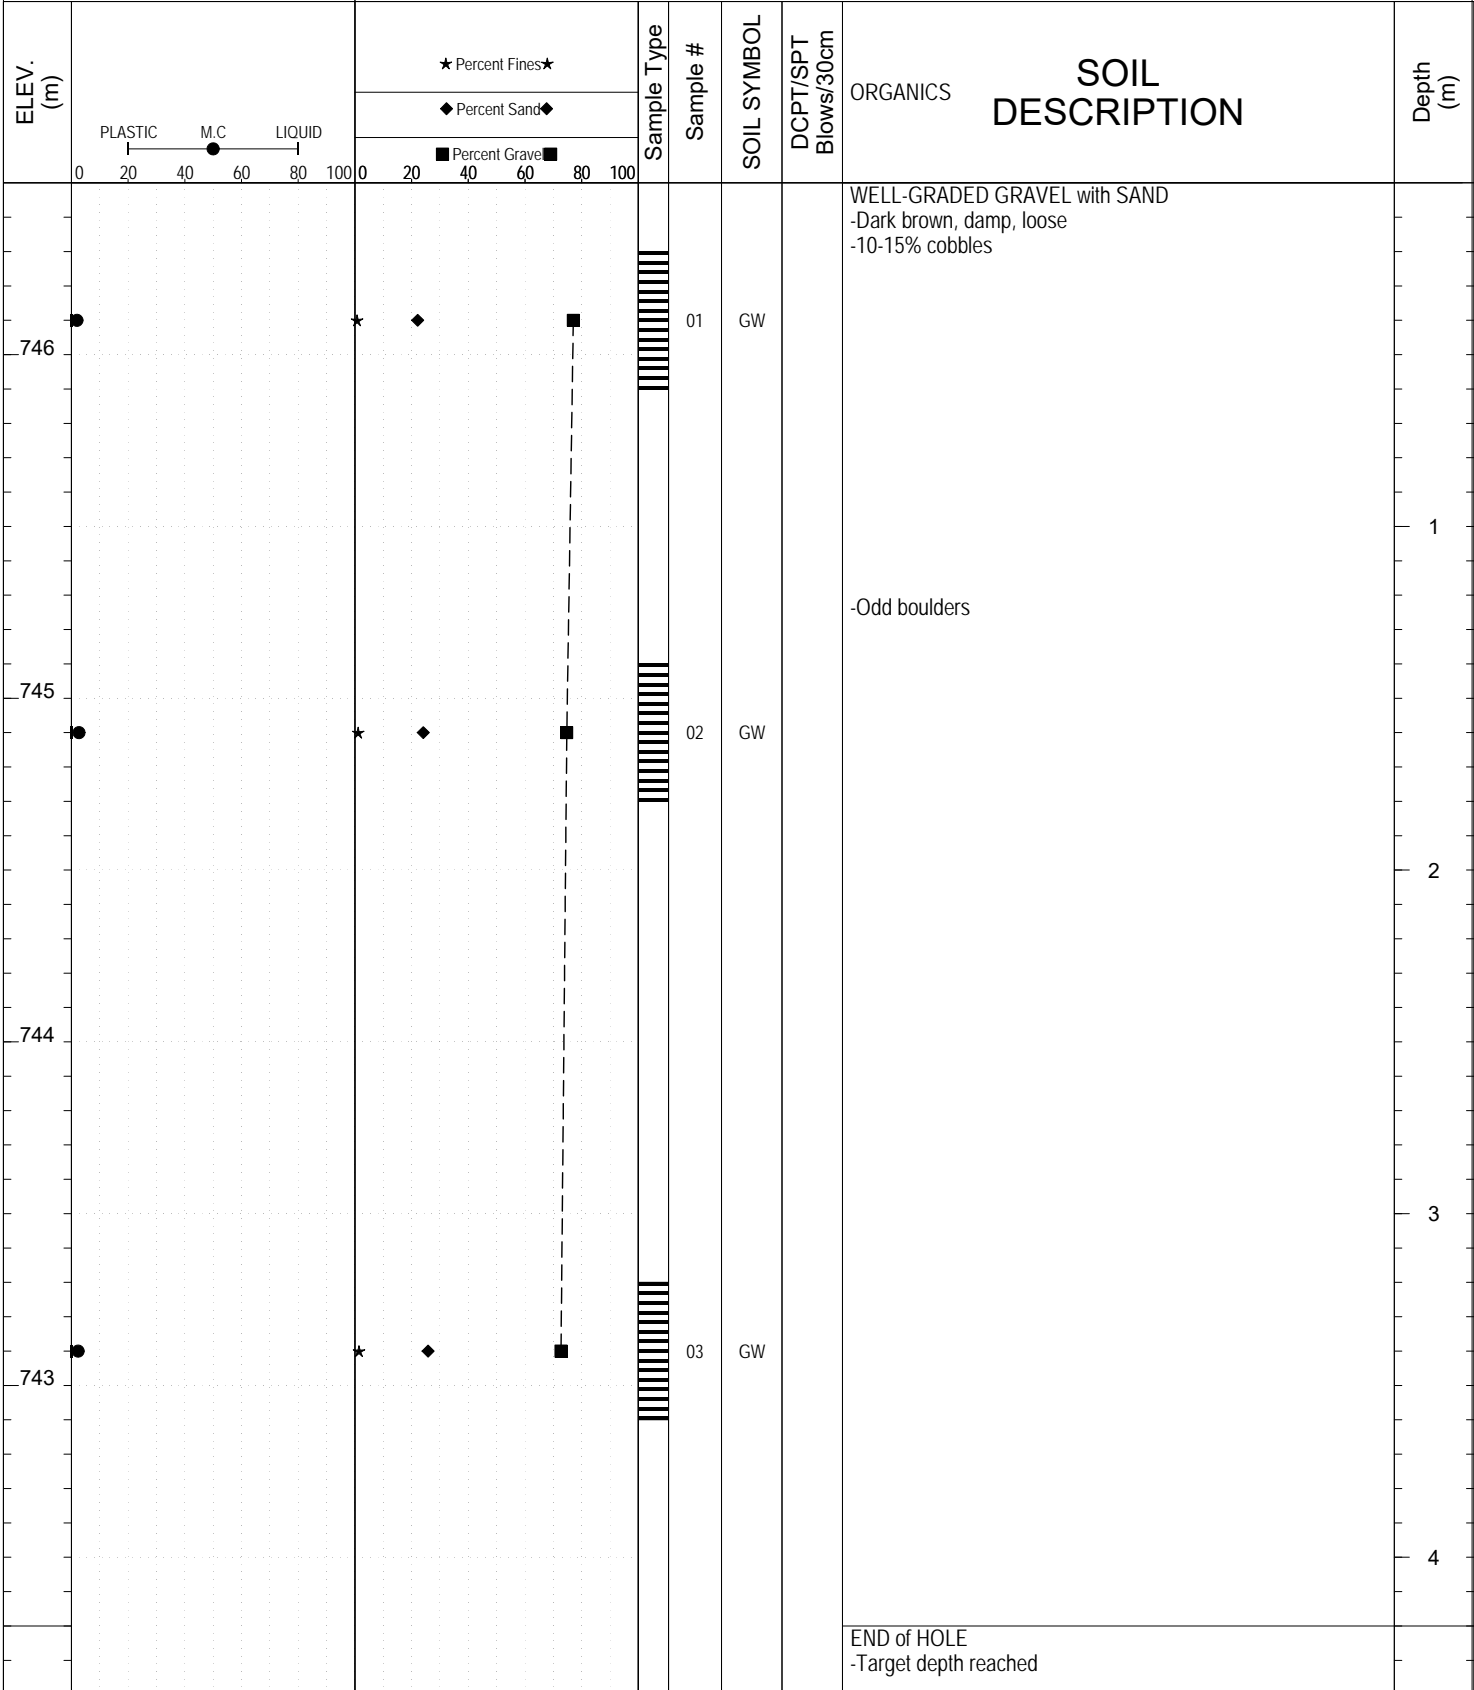 ELEV.
(m)
PLASTIC M.C LIQUID
0 20 40 60 80 100
★ Percent Fines★
◆ Percent Sand◆
■ Percent Gravel■
0 20 40 60 80 100
Sample Type
Sample #
SOIL SYMBOL
DCPT/SPT
Blows/30cm
ORGANICS
SOIL
DESCRIPTION
Depth
(m)
WELL-GRADED GRAVEL with SAND
-Dark brown, damp, loose
-10-15% cobbles
01 GW
746
1
-Odd boulders
745
02 GW
2
744
3
03 GW
743
4
END of HOLE
-Target depth reached